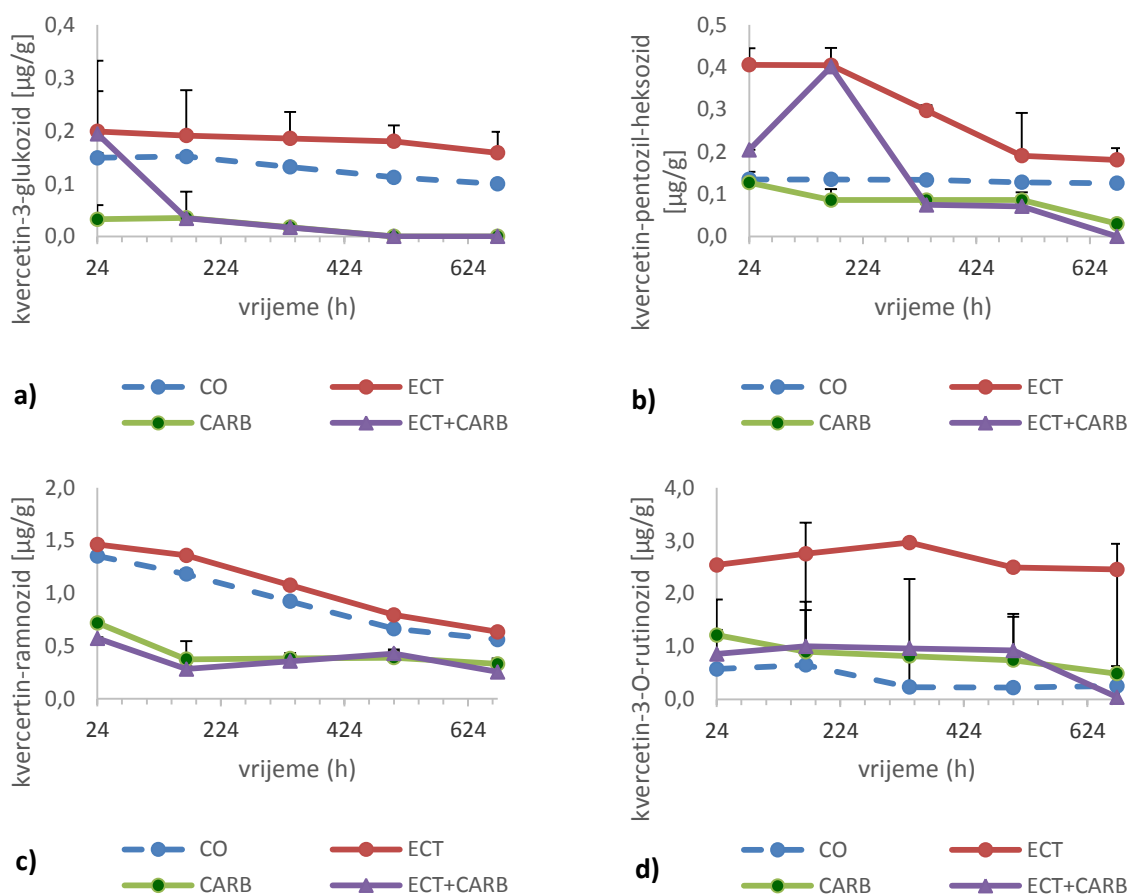 kvercetin-3-glukozid [µg/g]
0,4
0,3
0,2
0,1
0,0
24 224 424 624
vrijeme (h)
a)
CO ECT
CARB ECT+CARB
kvercetin-pentozil-heksozid
[µg/g]
0,5
0,4
0,3
0,2
0,1
0,0
24 224 424 624
vrijeme (h)
b)
CO ECT
CARB ECT+CARB
kvercertin-ramnozid [µg/g]
2,0
1,5
1,0
0,5
0,0
24 224 424 624
vrijeme (h)
c)
CO ECT
CARB ECT+CARB
kvercetin-3-O-rutinozid [µg/g]
4,0
3,0
2,0
1,0
0,0
24 224 424 624
vrijeme (h)
d)
CO ECT
CARB ECT+CARB